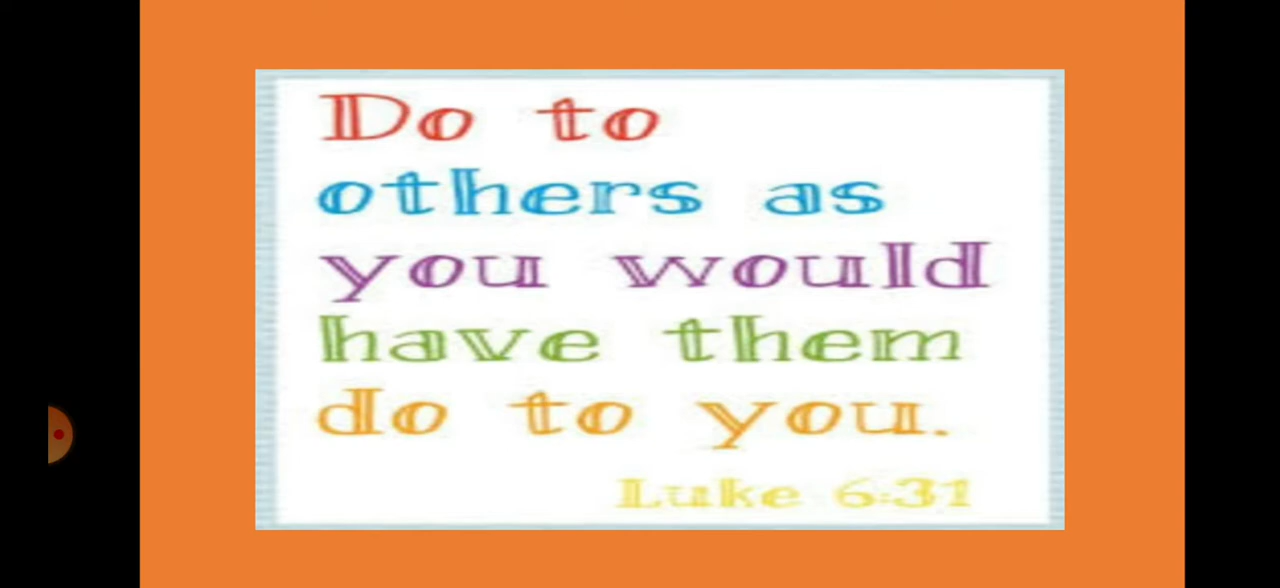 Do to
others as
you would
have them
do to you.
Luke 6:31